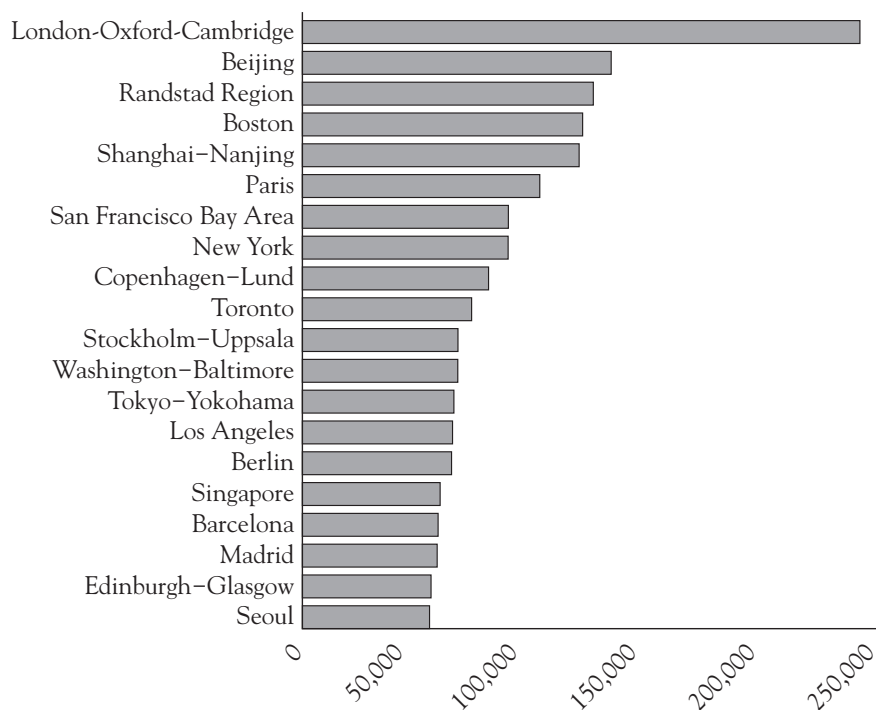 London-Oxford-Cambridge
Beijing
Randstad Region
Boston
Shanghai–Nanjing
Paris
San Francisco Bay Area
New York
Copenhagen–Lund
Toronto
Stockholm–Uppsala
Washington–Baltimore
Tokyo–Yokohama
Los Angeles
Berlin
Singapore
Barcelona
Madrid
Edinburgh–Glasgow
Seoul
0 50,000 100,000 150,000 200,000 250,000